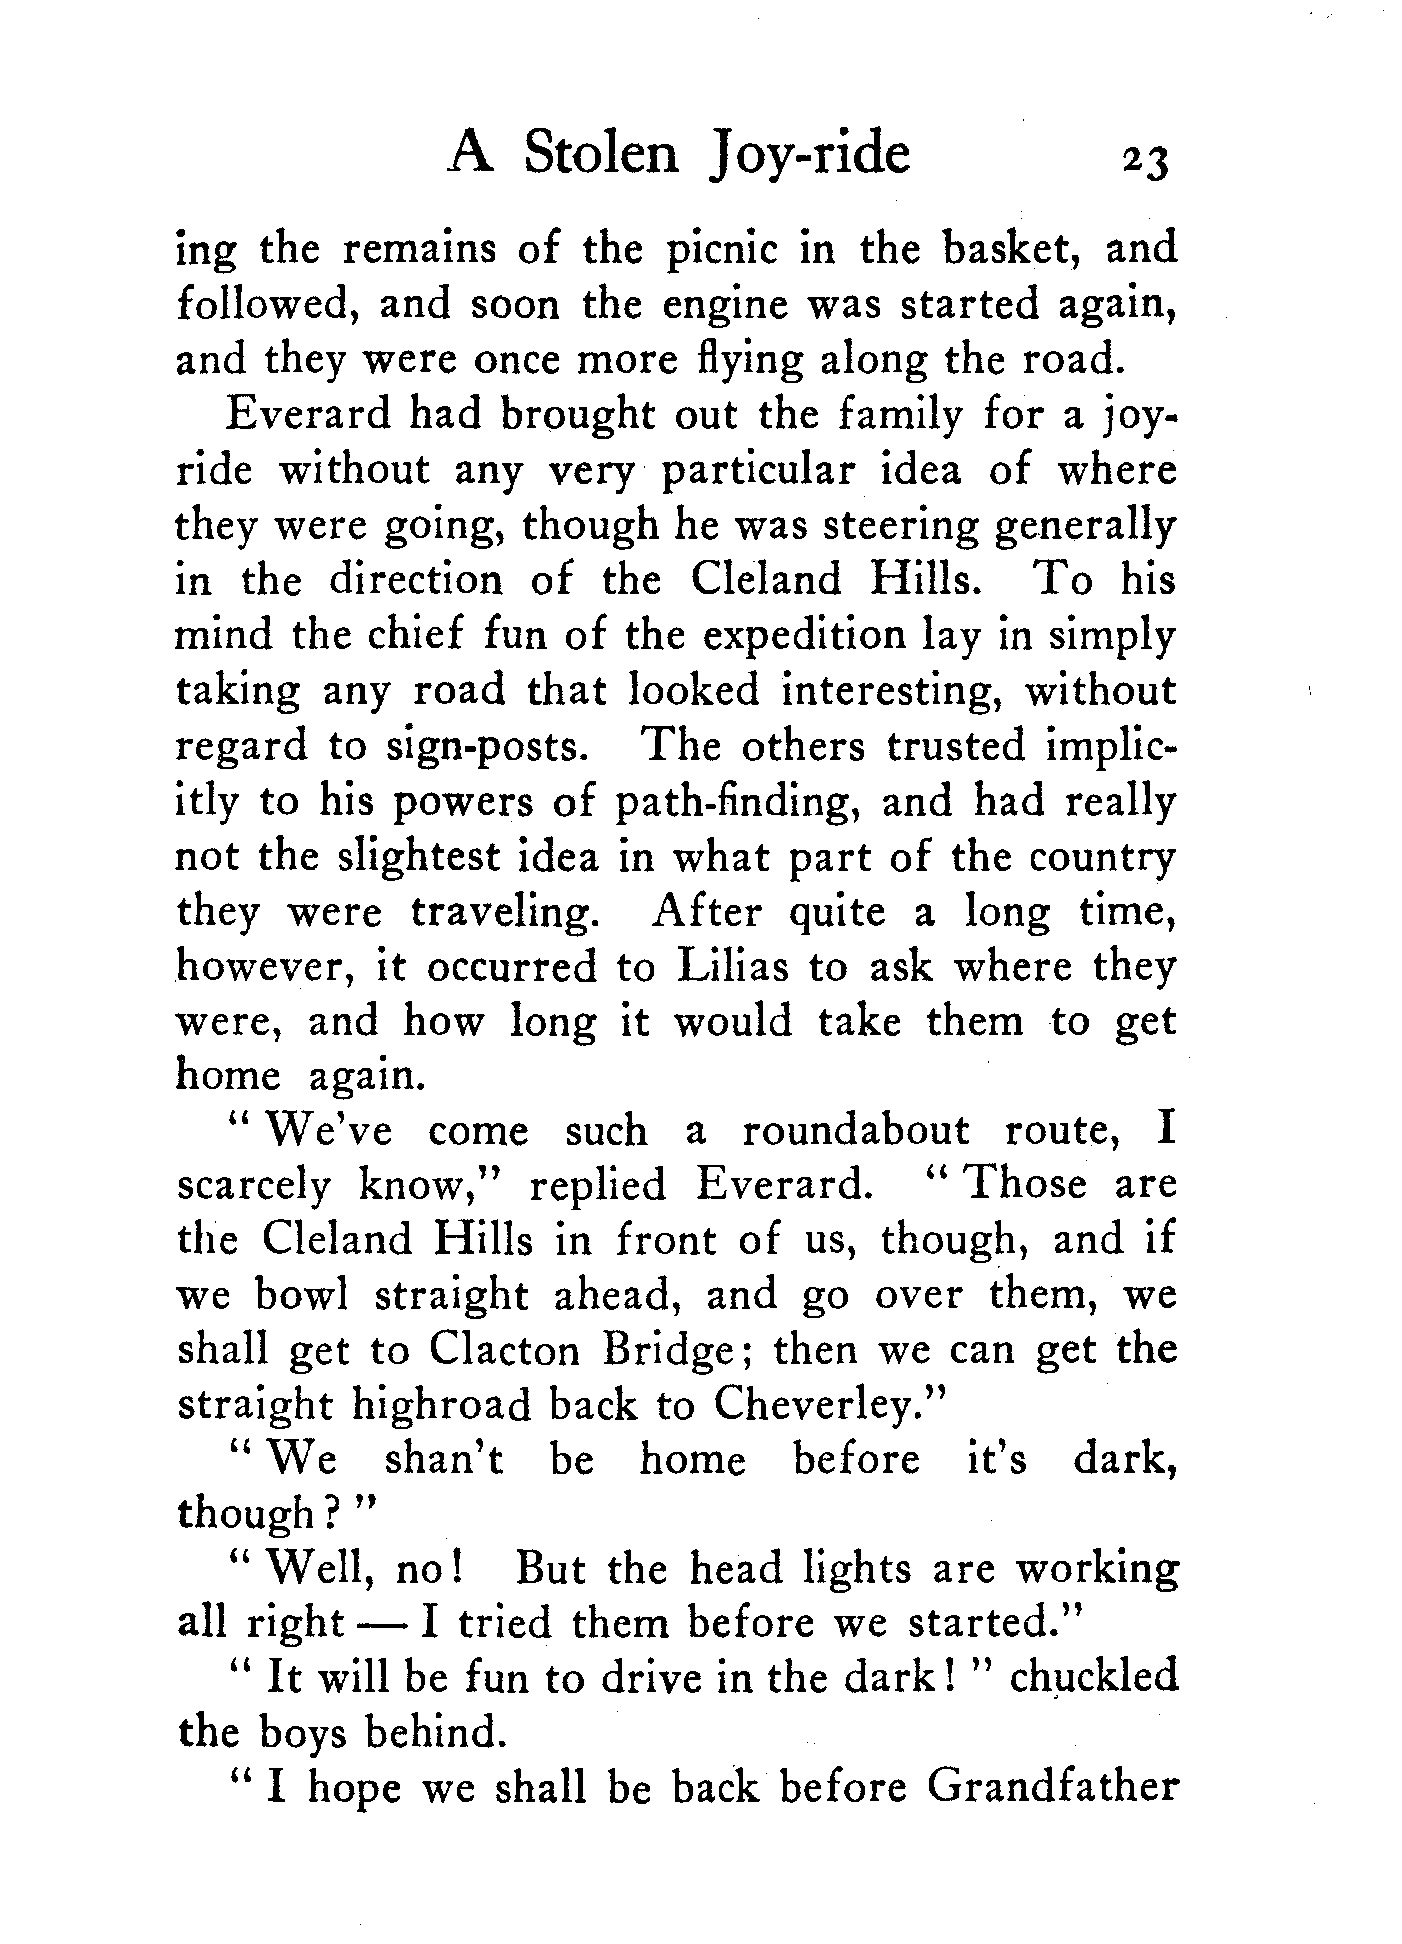 A Stolen Joy-ride 23
ing the remains of the picnic in the basket, and
followed, and soon the engine was started again,
and they were once more flying along the road.
Everard had brought out the family for a joy-
ride without any very particular idea of where
they were going, though he was steering generally
in the direction of the Cleland Hills. To his
mind the chief fun of the expedition lay in simply
taking any road that looked interesting, without
regard to sign-posts. The others trusted implic-
itly to his powers of path-finding, and had really
not the slightest idea in what part of the country
they were traveling. After quite a long time,
however, it occurred to Lilias to ask where they
were, and how long it would take them to get
home again.
“ We've come such a roundabout route, I
scarcely know,” replied Everard. “ Those are
the Cleland Hills in front of us, though, and if
we bowl straight ahead, and go over them, we
shall get to Clacton Bridge; then we can get the
straight highroad back to Cheverley.”
“ We shan't be home before it's dark,
though? ”
“ Well, no! But the head lights are working
all right — I tried them before we started.”
“ It will be fun to drive in the dark! ” chuckled
the boys behind.
“ I hope we shall be back before Grandfather